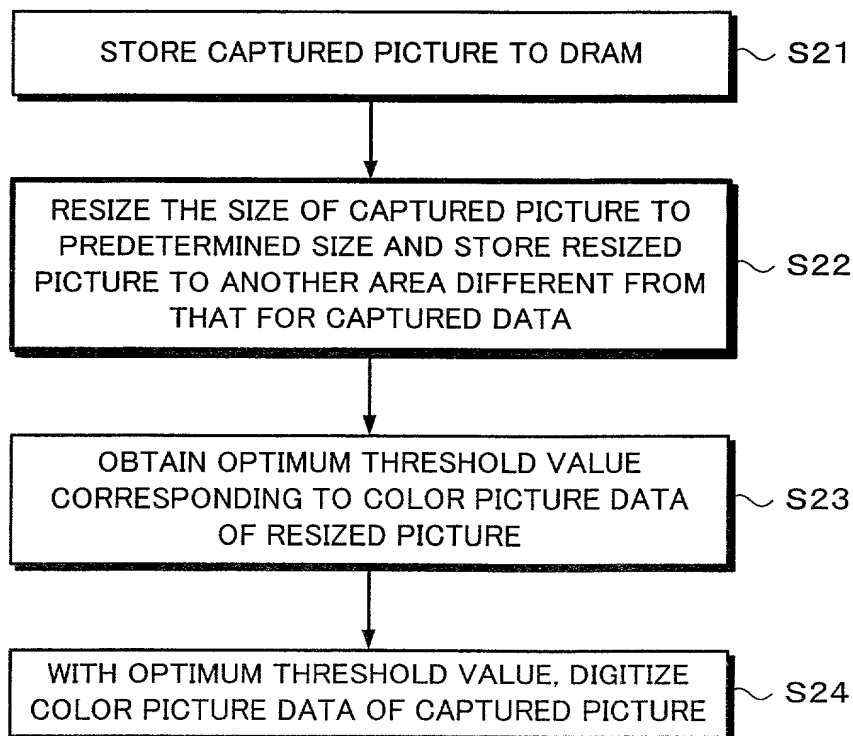 STORE CAPTURED PICTURE TO DRAM
S21
RESIZE THE SIZE OF CAPTURED PICTURE TO
PREDETERMINED SIZE AND STORE RESIZED
PICTURE TO ANOTHER AREA DIFFERENT FROM
THAT FOR CAPTURED DATA
S22
OBTAIN OPTIMUM THRESHOLD VALUE
CORRESPONDING TO COLOR PICTURE DATA
OF RESIZED PICTURE
S23
WITH OPTIMUM THRESHOLD VALUE, DIGITIZE
COLOR PICTURE DATA OF CAPTURED PICTURE
S24